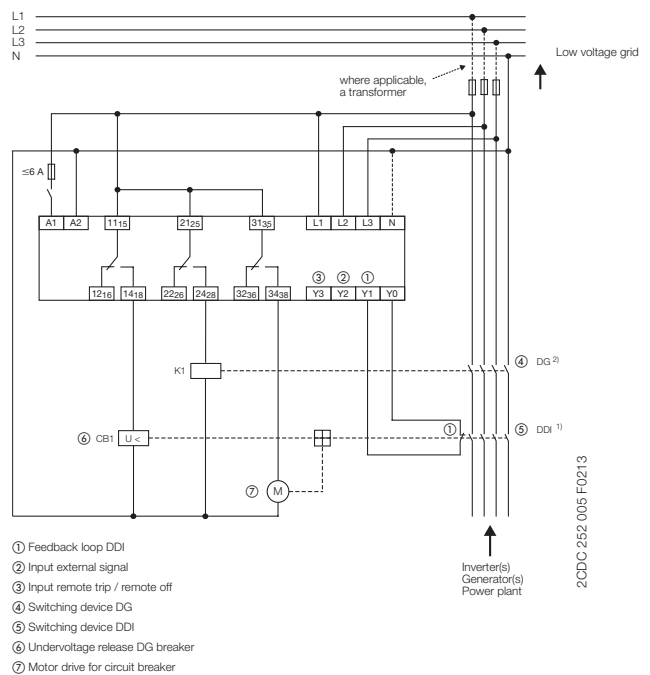 L1
L2
L3
N
Low voltage grid
where applicable,
a transformer
≤6 A
A1 A2 1115 2125 3135 L1 L2 L3 N
③ ② ①
1216 1418 2226 2428 3236 3438 Y3 Y2 Y1 Y0
K1
④ DG 2)
⑥ CB1 U <
① ⑤ DDI 1)
⑦ M
2CDC 252 005 F0213
Inverter(s)
Generator(s)
Power plant
① Feedback loop DDI
② Input external signal
③ Input remote trip / remote off
④ Switching device DG
⑤ Switching device DDI
⑥ Undervoltage release DG breaker
⑦ Motor drive for circuit breaker